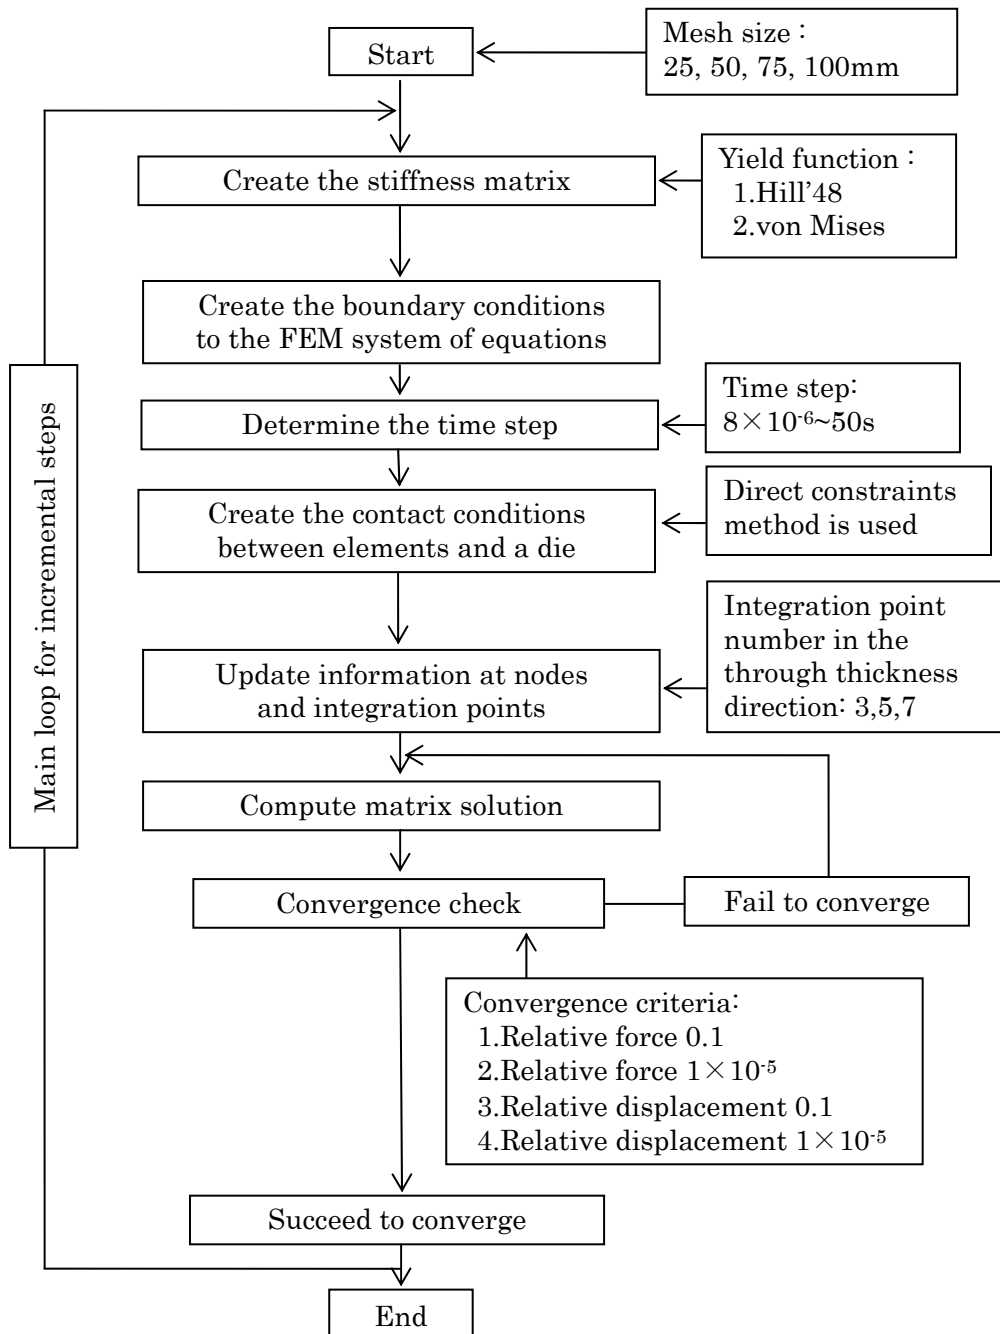 Start
Mesh size :
25, 50, 75, 100mm
Create the stiffness matrix
Yield function :
1.Hill’48
2.von Mises
Create the boundary conditions
to the FEM system of equations
Time step:
8×10⁻⁶~50s
Determine the time step
Direct constraints
method is used
Create the contact conditions
between elements and a die
Main loop for incremental steps
Integration point
number in the
through thickness
direction: 3,5,7
Update information at nodes
and integration points
Compute matrix solution
Convergence check
Fail to converge
Convergence criteria:
1.Relative force 0.1
2.Relative force 1×10⁻⁵
3.Relative displacement 0.1
4.Relative displacement 1×10⁻⁵
Succeed to converge
End